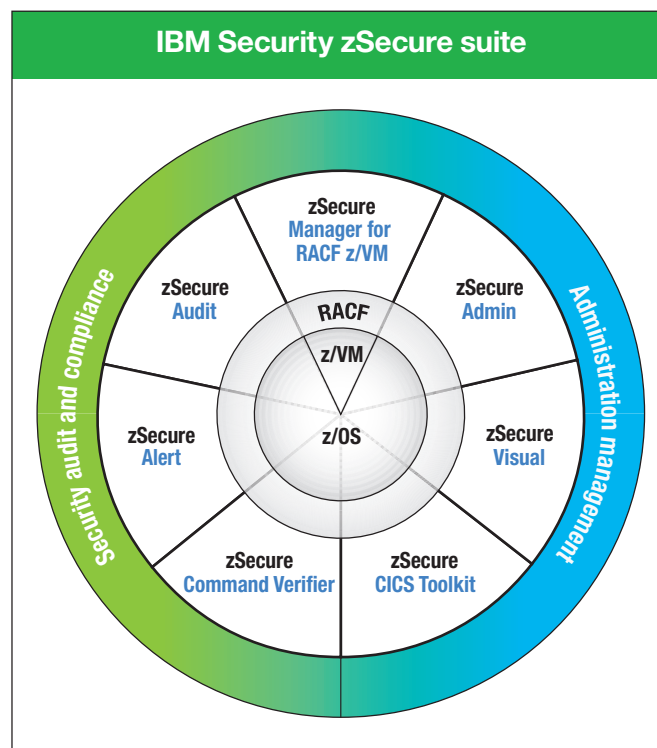 IBM Security zSecure suite
zSecure
Manager for
RACF z/VM
zSecure
Audit
zSecure
Admin
RACF
z/VM
z/OS
zSecure
Alert
zSecure
Visual
zSecure
Command Verifier
zSecure
CICS Toolkit
Security audit and compliance
Administration management